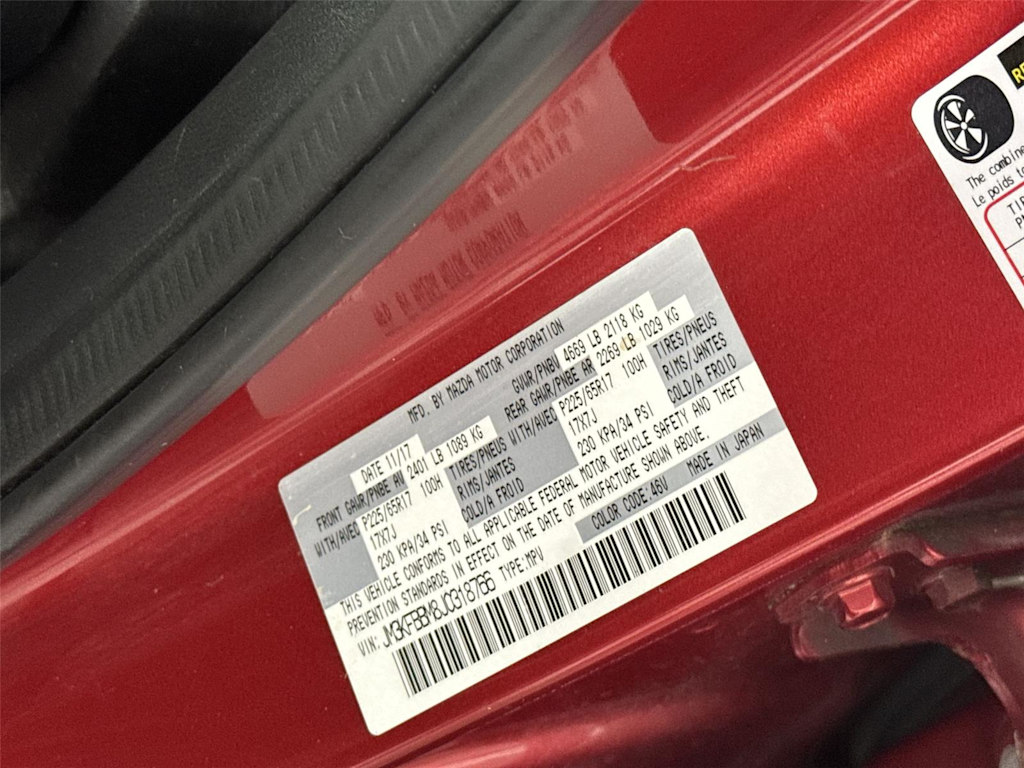 MFD. BY MAZDA MOTOR CORPORATION
DATE 11/17 GVWR/PNBV 4669 LB 2118 KG
FRONT GAWR/PNBE AV 2401 LB 1089 KG REAR GAWR/PNBE AR 2269 LB 1029 KG
WITH/AVEC P225/65R17 100H TIRES/PNEUS WITH/AVEC P225/65R17 100H TIRES/PNEUS
17X7J RIMS/JANTES 17X7J RIMS/JANTES
230 KPA/34 PSI COLD/A FROID 230 KPA/34 PSI COLD/A FROID
THIS VEHICLE CONFORMS TO ALL APPLICABLE FEDERAL MOTOR VEHICLE SAFETY AND THEFT
PREVENTION STANDARDS IN EFFECT ON THE DATE OF MANUFACTURE SHOWN ABOVE.
VIN: JM3KFBBM8J0318766 TYPE:MPV COLOR CODE:46V MADE IN JAPAN
The combine
Le poids to